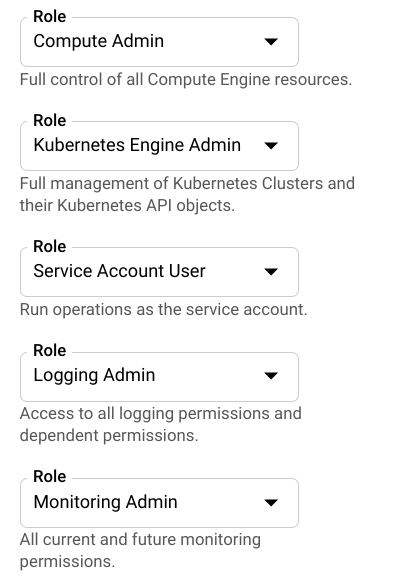 Role
Compute Admin
Full control of all Compute Engine resources.
Role
Kubernetes Engine Admin
Full management of Kubernetes Clusters and
their Kubernetes API objects.
Role
Service Account User
Run operations as the service account.
Role
Logging Admin
Access to all logging permissions and
dependent permissions.
Role
Monitoring Admin
All current and future monitoring
permissions.